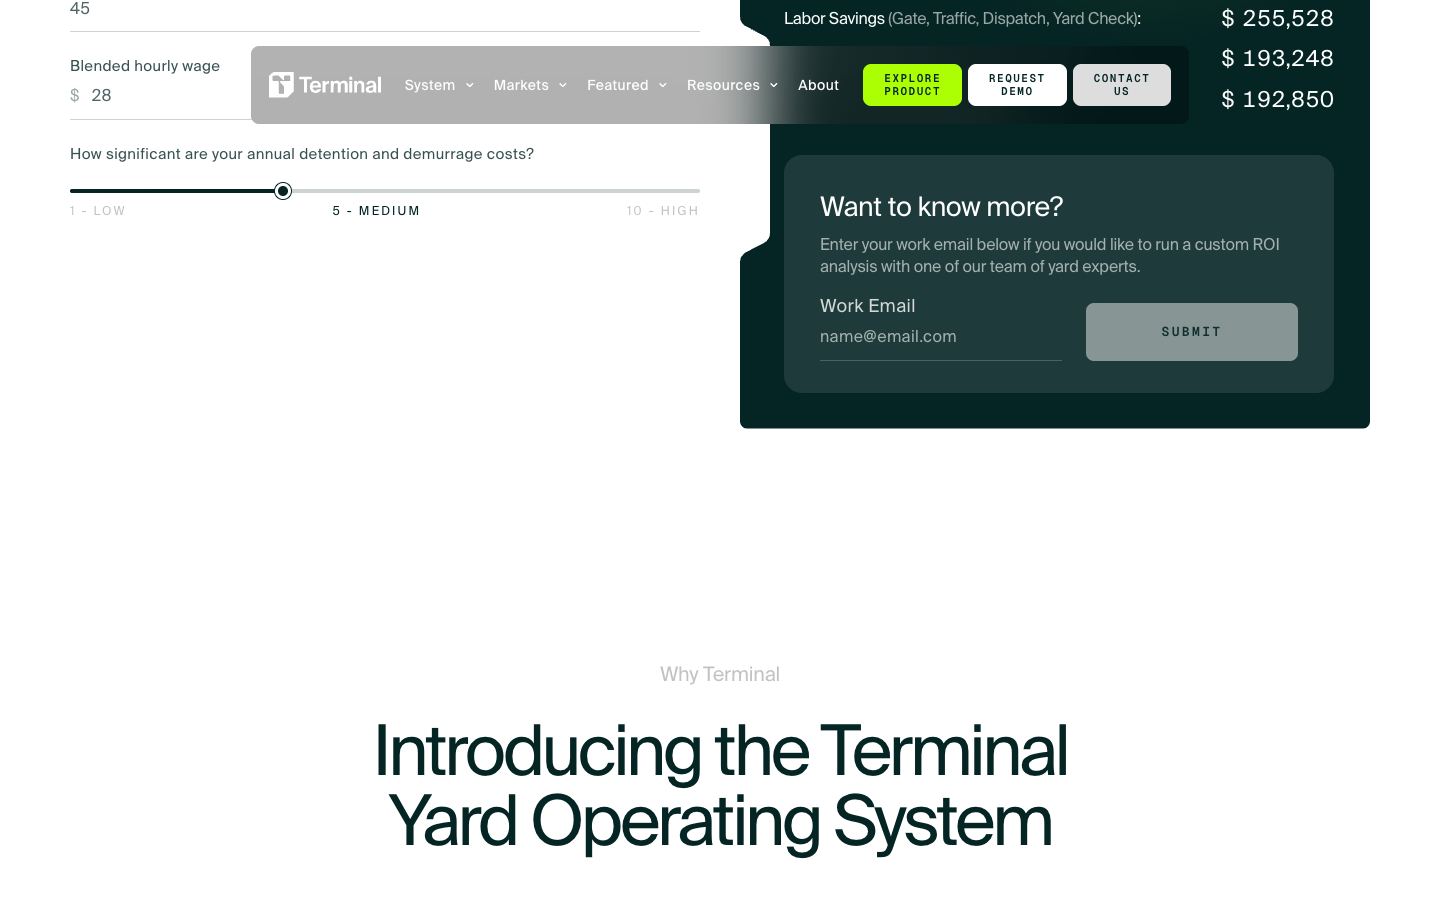 45
Blended hourly wage
$ 28
How significant are your annual detention and demurrage costs?
1 - LOW
5 - MEDIUM
10 - HIGH
Labor Savings (Gate, Traffic, Dispatch, Yard Check):
$ 255,528
$ 193,248
$ 192,850
Terminal
System
Markets
Featured
Resources
About
EXPLORE
PRODUCT
REQUEST
DEMO
CONTACT
US
Want to know more?
Enter your work email below if you would like to run a custom ROI
analysis with one of our team of yard experts.
Work Email
name@email.com
SUBMIT
Why Terminal
Introducing the Terminal
Yard Operating System